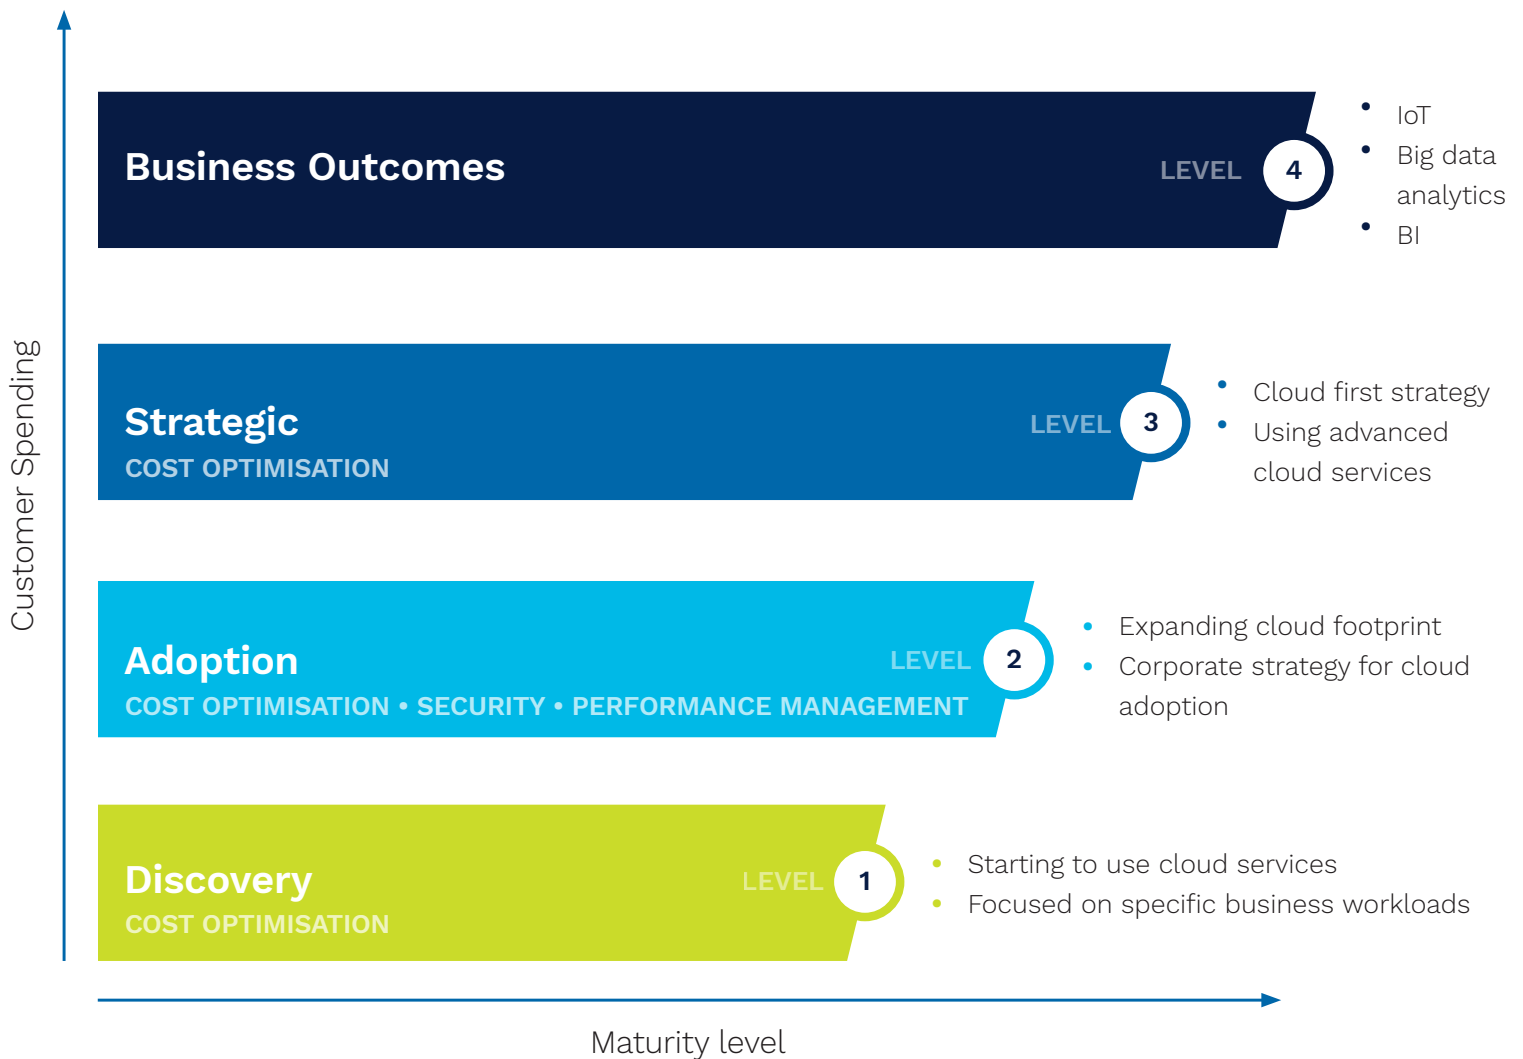 Customer Spending
Business Outcomes
LEVEL 4
• IoT
• Big data
analytics
• BI
Strategic
COST OPTIMISATION
LEVEL 3
• Cloud first strategy
• Using advanced
cloud services
Adoption
COST OPTIMISATION • SECURITY • PERFORMANCE MANAGEMENT
LEVEL 2
• Expanding cloud footprint
• Corporate strategy for cloud
adoption
Discovery
COST OPTIMISATION
LEVEL 1
• Starting to use cloud services
• Focused on specific business workloads
Maturity level